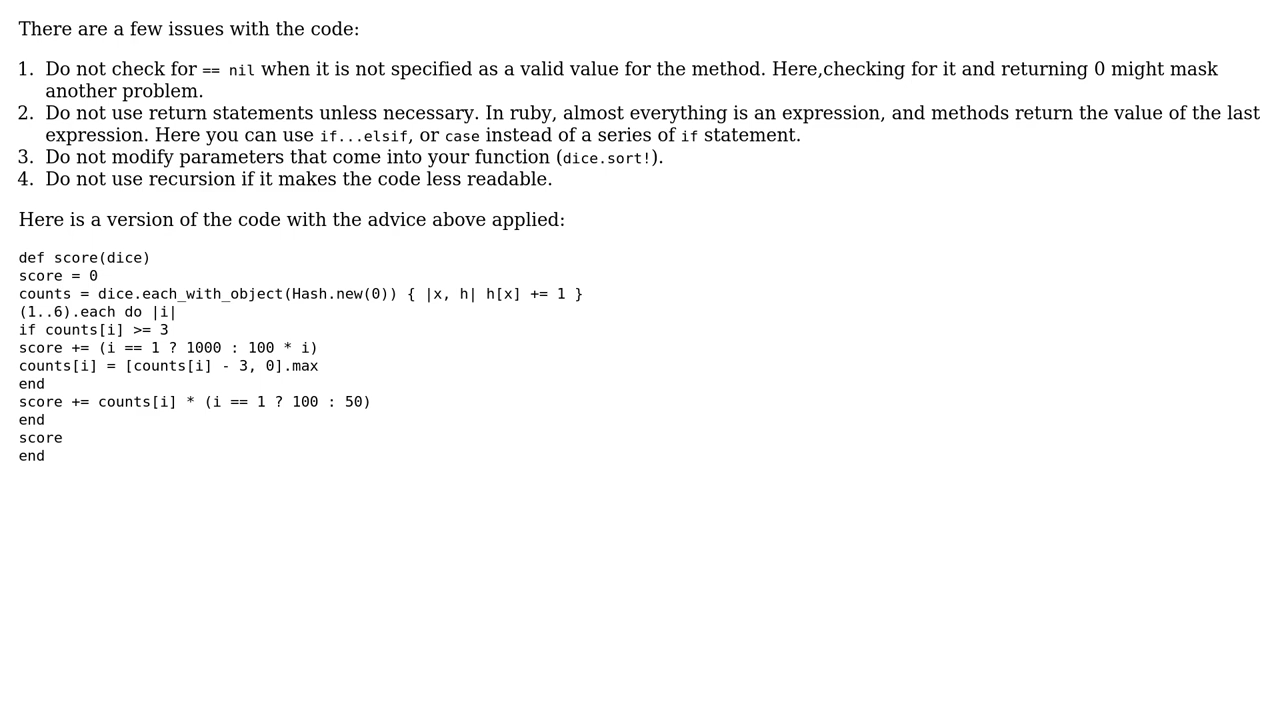 There are a few issues with the code:
1. Do not check for == nil when it is not specified as a valid value for the method. Here,checking for it and returning 0 might mask
another problem.
2. Do not use return statements unless necessary. In ruby, almost everything is an expression, and methods return the value of the last
expression. Here you can use if...elsif, or case instead of a series of if statement.
3. Do not modify parameters that come into your function (dice.sort!).
4. Do not use recursion if it makes the code less readable.
Here is a version of the code with the advice above applied:
def score(dice)
score = 0
counts = dice.each_with_object(Hash.new(0)) { |x, h| h[x] += 1 }
(1..6).each do |i|
if counts[i] >= 3
score += (i == 1 ? 1000 : 100 * i)
counts[i] = [counts[i] - 3, 0].max
end
score += counts[i] * (i == 1 ? 100 : 50)
end
score
end